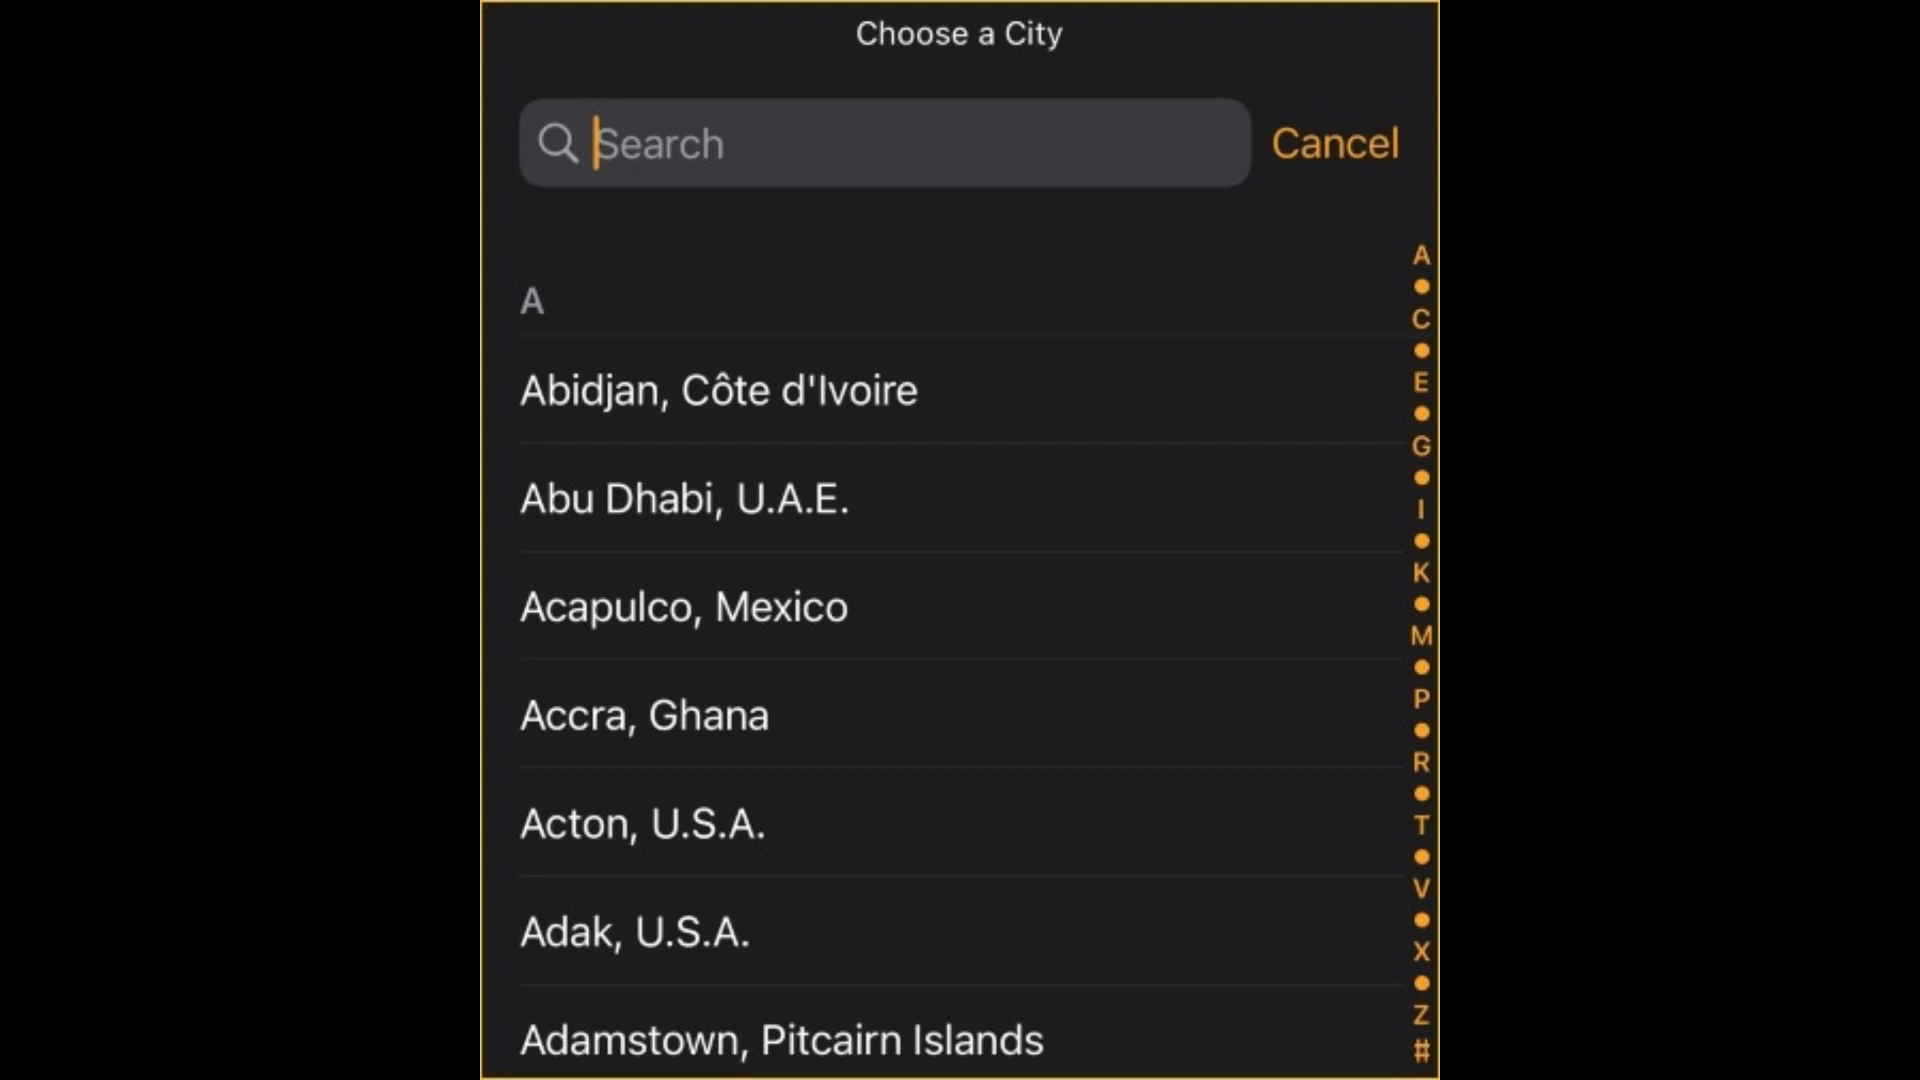 Choose a City
Search
Cancel
A
Abidjan, Côte d'Ivoire
Abu Dhabi, U.A.E.
Acapulco, Mexico
Accra, Ghana
Acton, U.S.A.
Adak, U.S.A.
Adamstown, Pitcairn Islands
A
C
E
G
I
K
M
P
R
T
V
X
Z
#